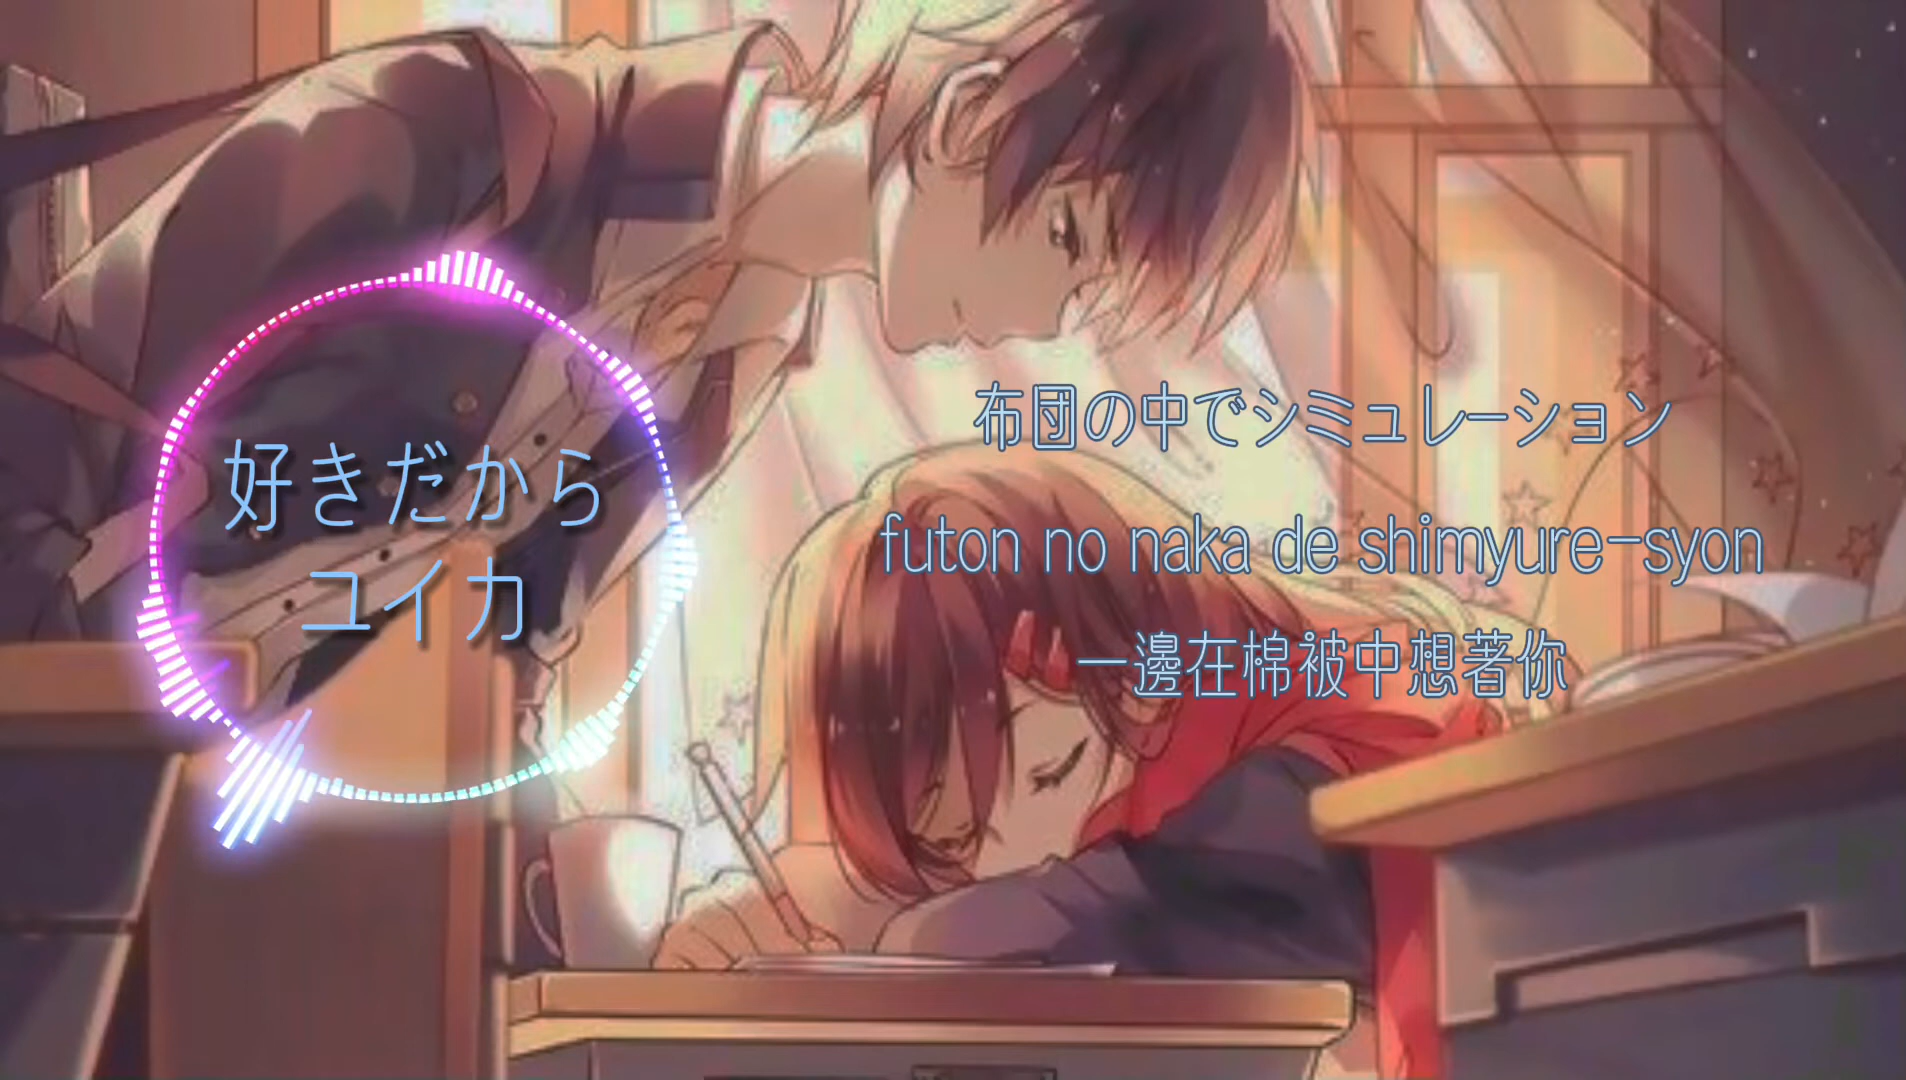 好きだから
ユイカ
布団の中でシミュレーション
futon no naka de shimyure-syon
一邊在棉被中想著你